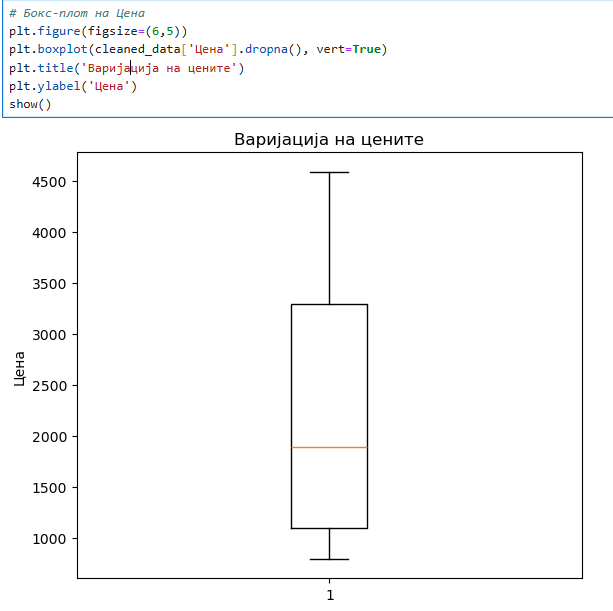 # Бокс-плот на Цена
plt.figure(figsize=(6,5))
plt.boxplot(cleaned_data['Цена'].dropna(), vert=True)
plt.title('Варијација на цените')
plt.ylabel('Цена')
show()
Варијација на цените
4500
4000
3500
3000
2500
2000
1500
1000
Цена
1